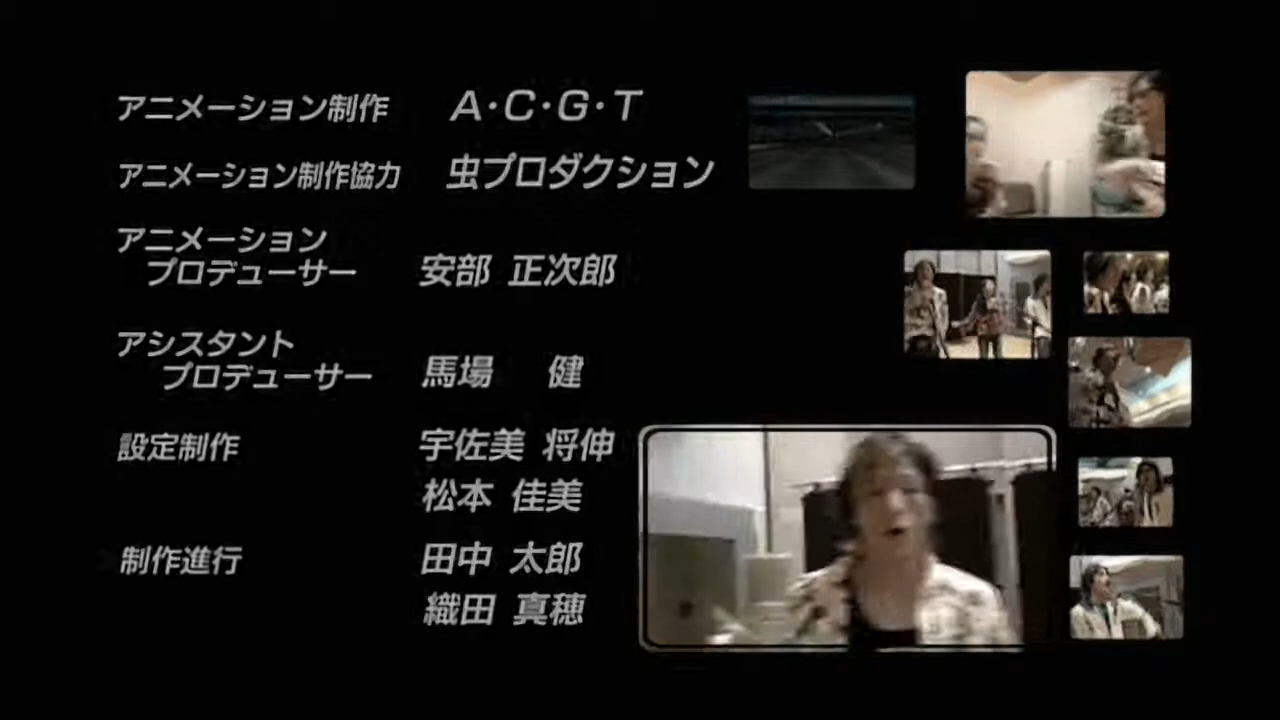 アニメーション制作 A・C・G・T
アニメーション制作協力 虫プロダクション
アニメーション
プロデューサー 安部 正次郎
アシスタント
プロデューサー 馬場 健
設定制作 宇佐美 将伸
松本 佳美
制作進行 田中 太郎
織田 真穂